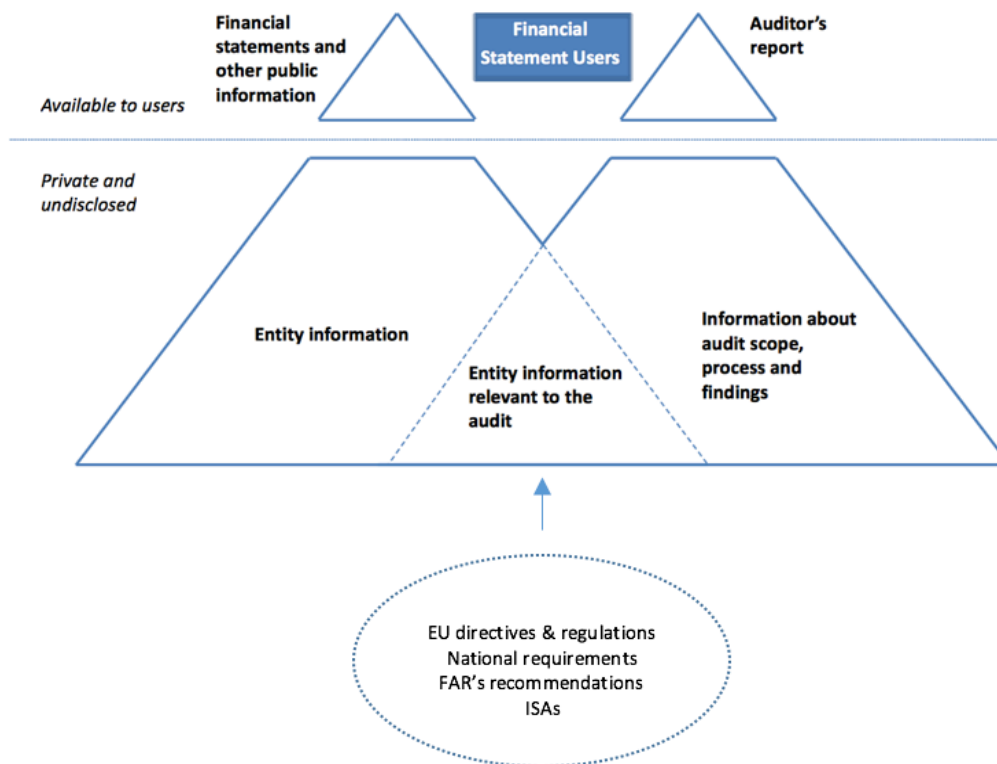 Financial
statements and
other public
information
Financial
Statement Users
Auditor's
report
Available to users
Private and
undisclosed
Entity information
Entity information
relevant to the
audit
Information about
audit scope,
process and
findings
EU directives & regulations
National requirements
FAR's recommendations
ISAs